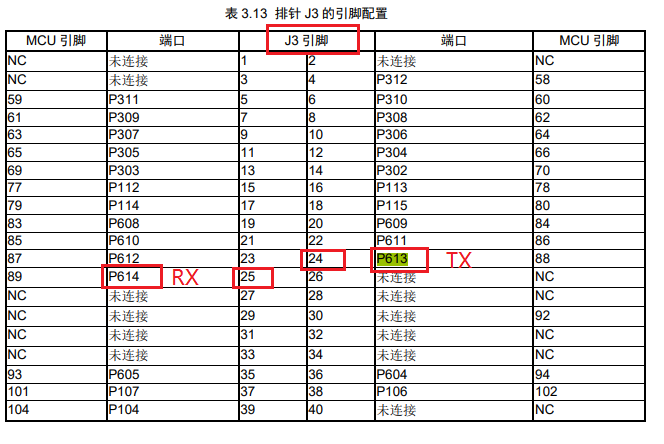 表 3.13 排针 J3 的引脚配置
MCU 引脚 端口 J3 引脚 端口 MCU 引脚
NC 未连接 1 2 未连接 NC
NC 未连接 3 4 P312 58
59 P311 5 6 P310 60
61 P309 7 8 P308 62
63 P307 9 10 P306 64
65 P305 11 12 P304 66
69 P303 13 14 P302 70
77 P112 15 16 P113 78
79 P114 17 18 P115 80
83 P608 19 20 P609 84
85 P610 21 22 P611 86
87 P612 23 24 P613 TX 88
89 P614 RX 25 26 未连接 NC
NC 未连接 27 28 未连接 NC
NC 未连接 29 30 未连接 92
NC 未连接 31 32 未连接 NC
NC 未连接 33 34 未连接 NC
93 P605 35 36 P604 94
101 P107 37 38 P106 102
104 P104 39 40 未连接 NC